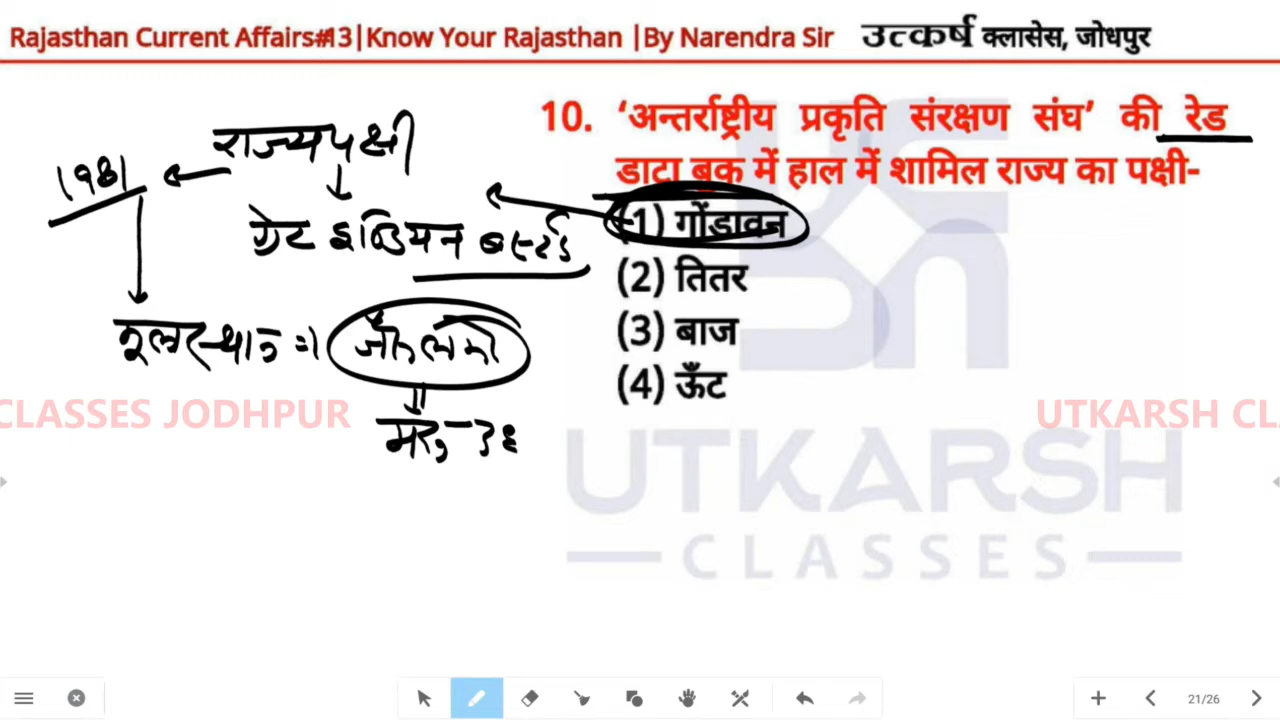 Rajasthan Current Affairs#13|Know Your Rajasthan |By Narendra Sir उत्कर्ष क्लासेस, जोधपुर
10. ‘अन्तर्राष्ट्रीय प्रकृति संरक्षण संघ’ की रेड
डाटा बुक में हाल में शामिल राज्य का पक्षी-
(1) गोंडावन
(2) तितर
(3) बाज
(4) ऊँट
राज्य पक्षी
1981
ग्रेट इण्डियन बस्टर्ड
CLASSES JODHPUR
UTKARSH CL
UTKARSH
CLASSES
21/26